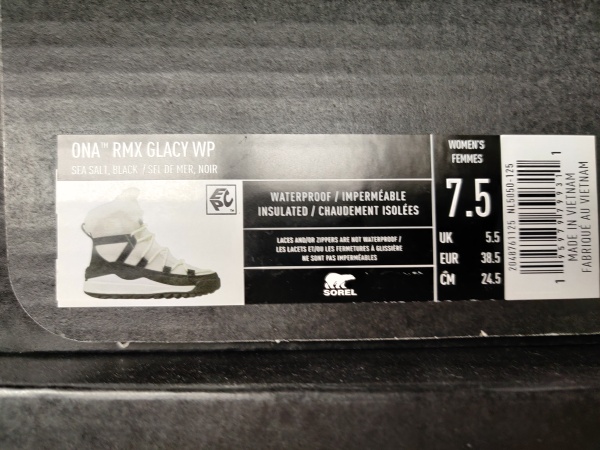 ONA™ RMX GLACY WP
SEA SALT, BLACK / SEL DE MER, NOIR
WATERPROOF / IMPERMÉABLE
INSULATED / CHAUDEMENT ISOLÉES
LACES AND/OR ZIPPERS ARE NOT WATERPROOF /
LES LACETS ET/OU LES FERMETURES À GLISSIÈRE
NE SONT PAS IMPERMÉABLES
SOREL
WOMEN'S
FEMMES
7.5
UK 5.5
EUR 38.5
CM 24.5
2048761125 NL5050-125
MADE IN VIETNAM
FABRIQUÉ AU VIETNAM